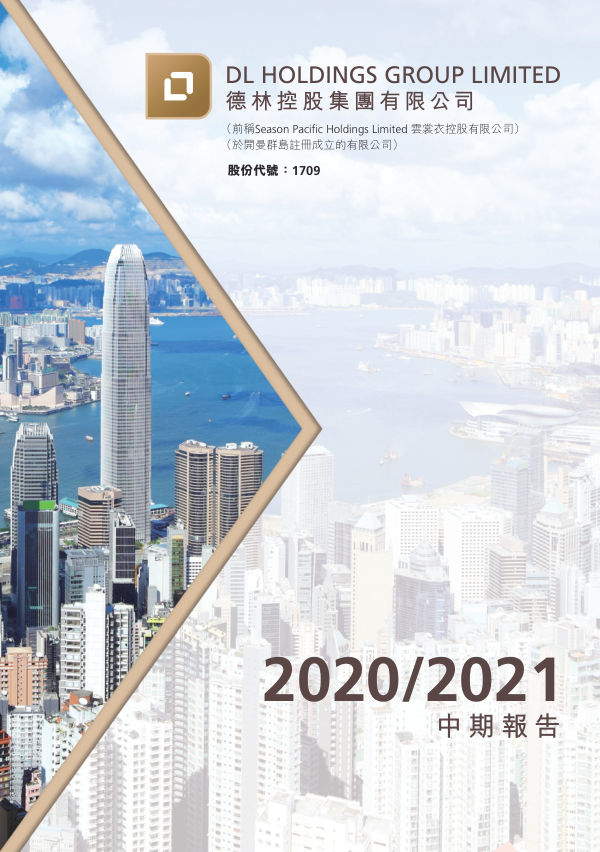 DL HOLDINGS GROUP LIMITED
德林控股集團有限公司
（前稱Season Pacific Holdings Limited 雲裳衣控股有限公司）
（於開曼群島註冊成立的有限公司）
股份代號：1709
2020/2021
中期報告